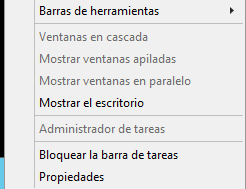 Barras de herramientas
Ventanas en cascada
Mostrar ventanas apiladas
Mostrar ventanas en paralelo
Mostrar el escritorio
Administrador de tareas
Bloquear la barra de tareas
Propiedades